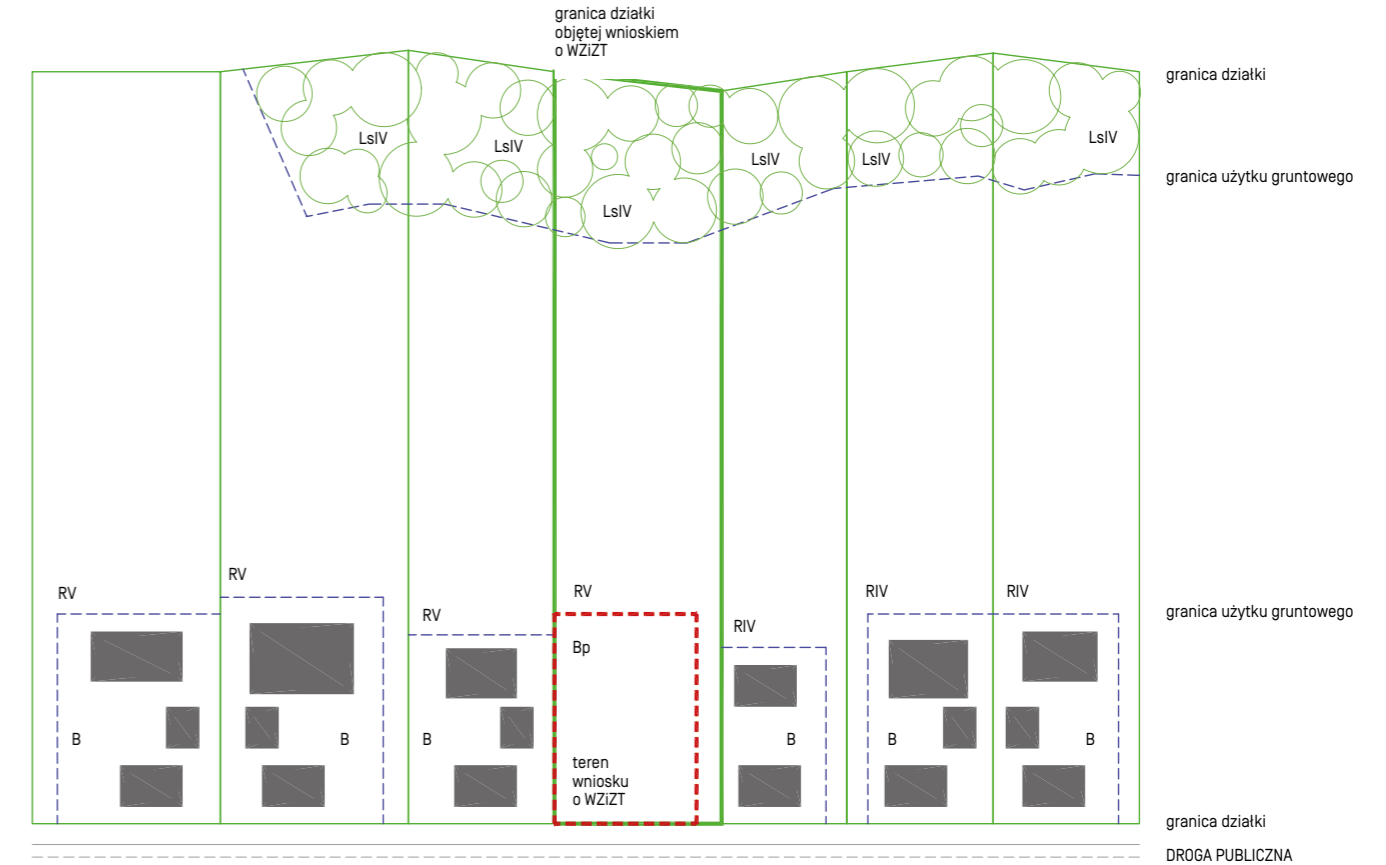 granica działki
objętej wnioskiem
o WZiZT
granica działki
LsIV
LsIV
LsIV
LsIV
LsIV
granica użytku gruntowego
LsIV
RV
RV
RV
RV
RIV
RIV
RIV
granica użytku gruntowego
Bp
B
B
B
B
B
B
teren
wniosku
o WZiZT
granica działki
DROGA PUBLICZNA